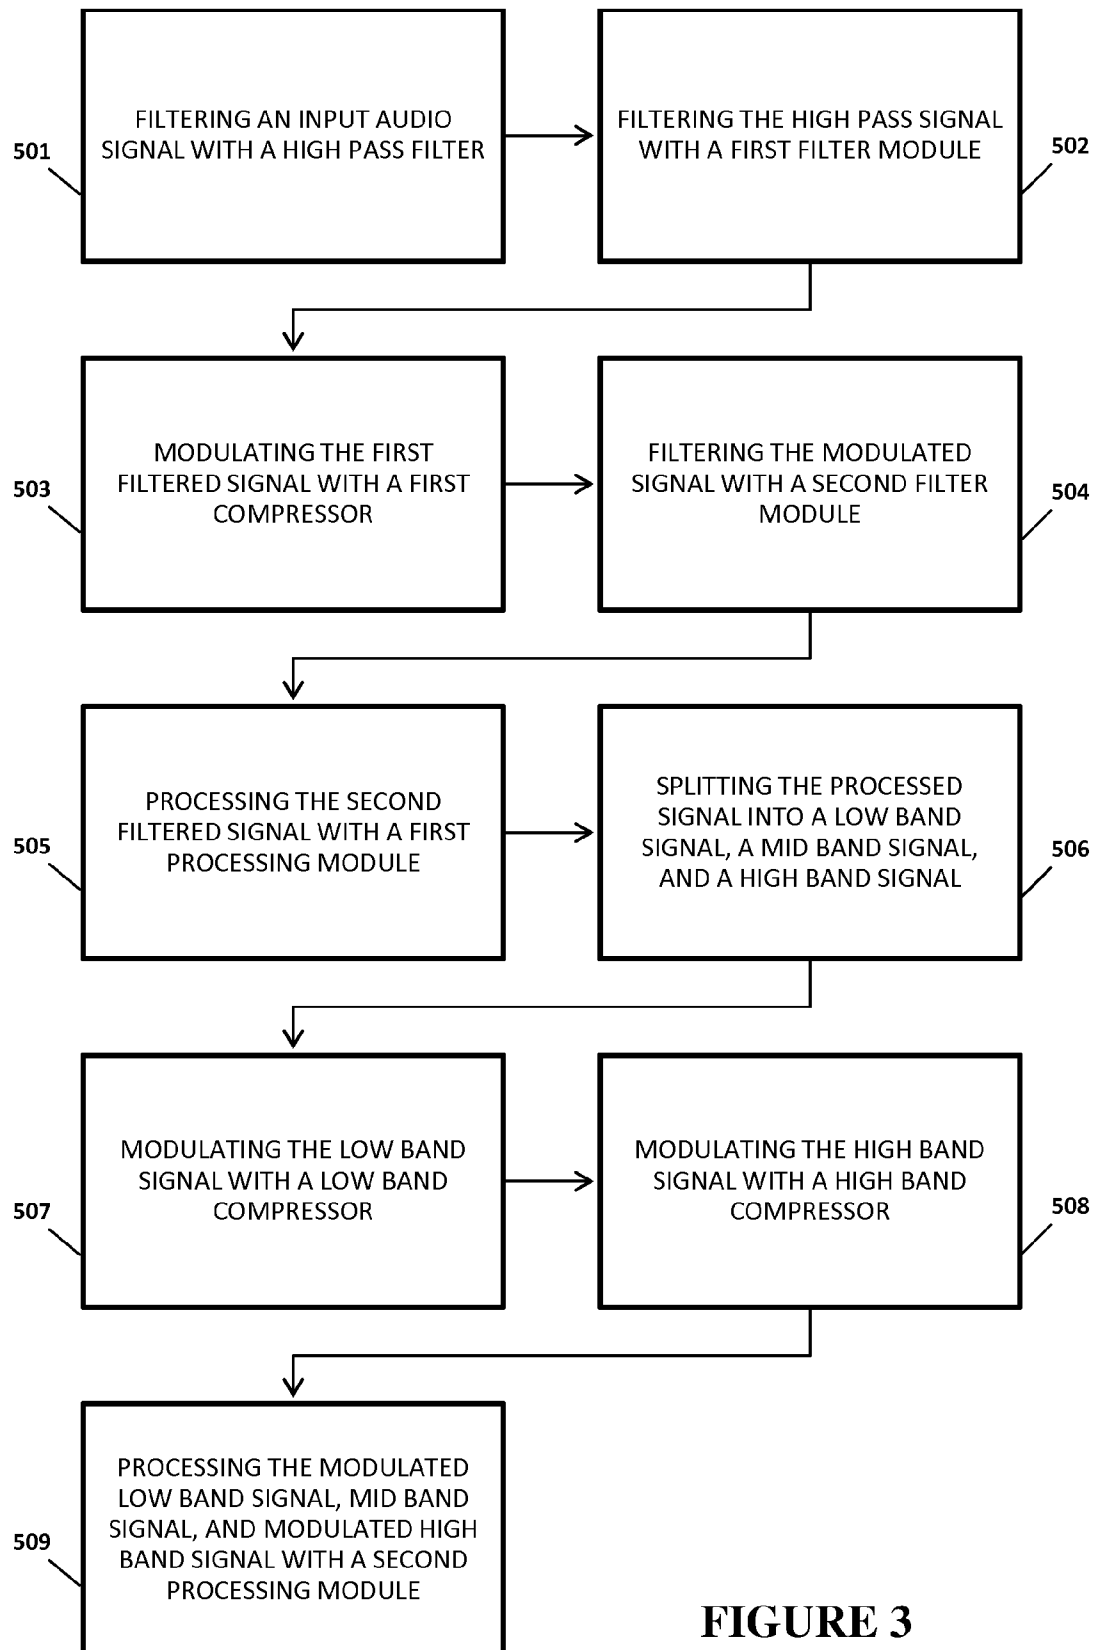 FILTERING AN INPUT AUDIO
SIGNAL WITH A HIGH PASS FILTER
501
FILTERING THE HIGH PASS SIGNAL
WITH A FIRST FILTER MODULE
502
MODULATING THE FIRST
FILTERED SIGNAL WITH A FIRST
COMPRESSOR
503
FILTERING THE MODULATED
SIGNAL WITH A SECOND FILTER
MODULE
504
PROCESSING THE SECOND
FILTERED SIGNAL WITH A FIRST
PROCESSING MODULE
505
SPLITTING THE PROCESSED
SIGNAL INTO A LOW BAND
SIGNAL, A MID BAND SIGNAL,
AND A HIGH BAND SIGNAL
506
MODULATING THE LOW BAND
SIGNAL WITH A LOW BAND
COMPRESSOR
507
MODULATING THE HIGH BAND
SIGNAL WITH A HIGH BAND
COMPRESSOR
508
PROCESSING THE MODULATED
LOW BAND SIGNAL, MID BAND
SIGNAL, AND MODULATED HIGH
BAND SIGNAL WITH A SECOND
PROCESSING MODULE
509
FIGURE 3